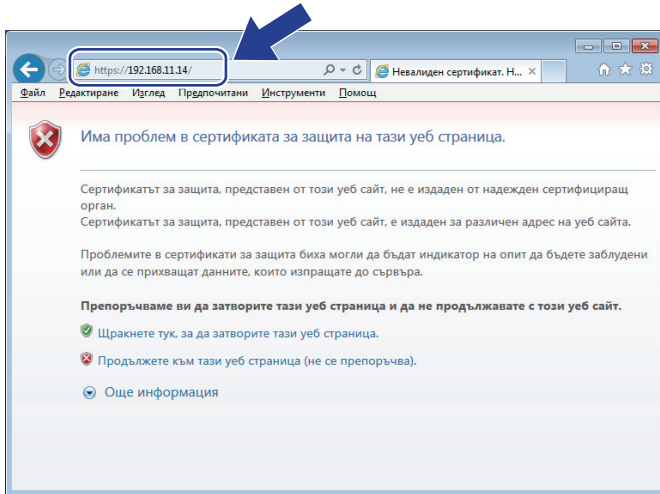 https://192.168.11.14/
Невалиден сертификат. Н...
Файл Редактиране Изглед Предпочитани Инструменти Помощ
Има проблем в сертификата за защита на тази уеб страница.
Сертификатът за защита, представен от този уеб сайт, не е издаден от надежден сертифициращ
орган.
Сертификатът за защита, представен от този уеб сайт, е издаден за различен адрес на уеб сайта.
Проблемите в сертификати за защита биха могли да бъдат индикатор на опит да бъдете заблудени
или да се прихващат данните, които изпращате до сървъра.
Препоръчваме ви да затворите тази уеб страница и да не продължавате с този уеб сайт.
Щракнете тук, за да затворите тази уеб страница.
Продължете към тази уеб страница (не се препоръчва).
Още информация